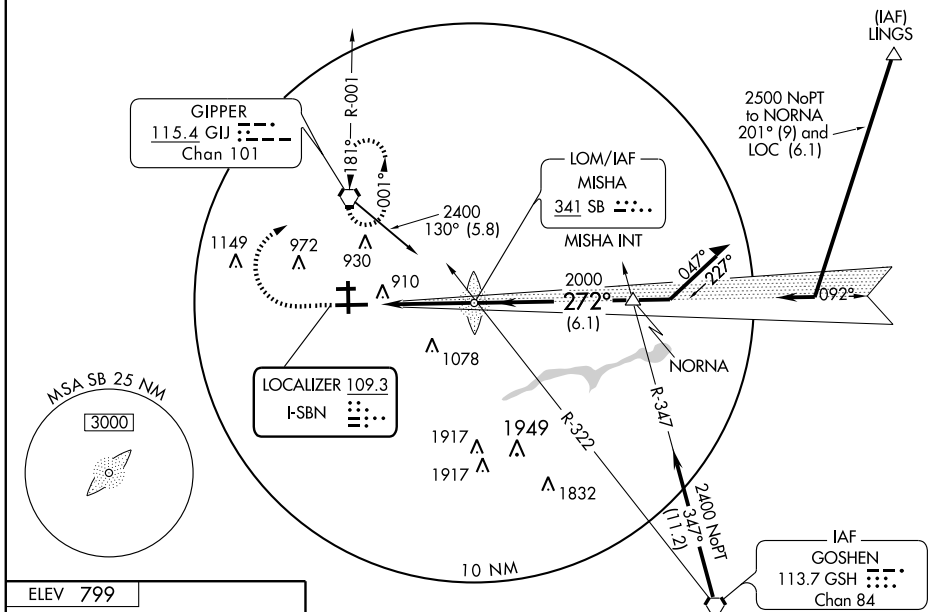 (IAF)
LINGS
2500 NoPT
to NORNA
201° (9) and
LOC (6.1)
R-001
181°
001°
GIPPER
115.4 GIJ
Chan 101
2400
130° (5.8)
LOM/IAF
MISHA
341 SB
MISHA INT
1149
972
930
910
2000
272°
(6.1)
047°
227°
092°
NORNA
1078
LOCALIZER 109.3
I-SBN
R-322
R-347
MSA SB 25 NM
3000
1917
1949
1917
1832
2400 NoPT
347°
(11.2)
10 NM
IAF
GOSHEN
113.7 GSH
Chan 84
ELEV 799